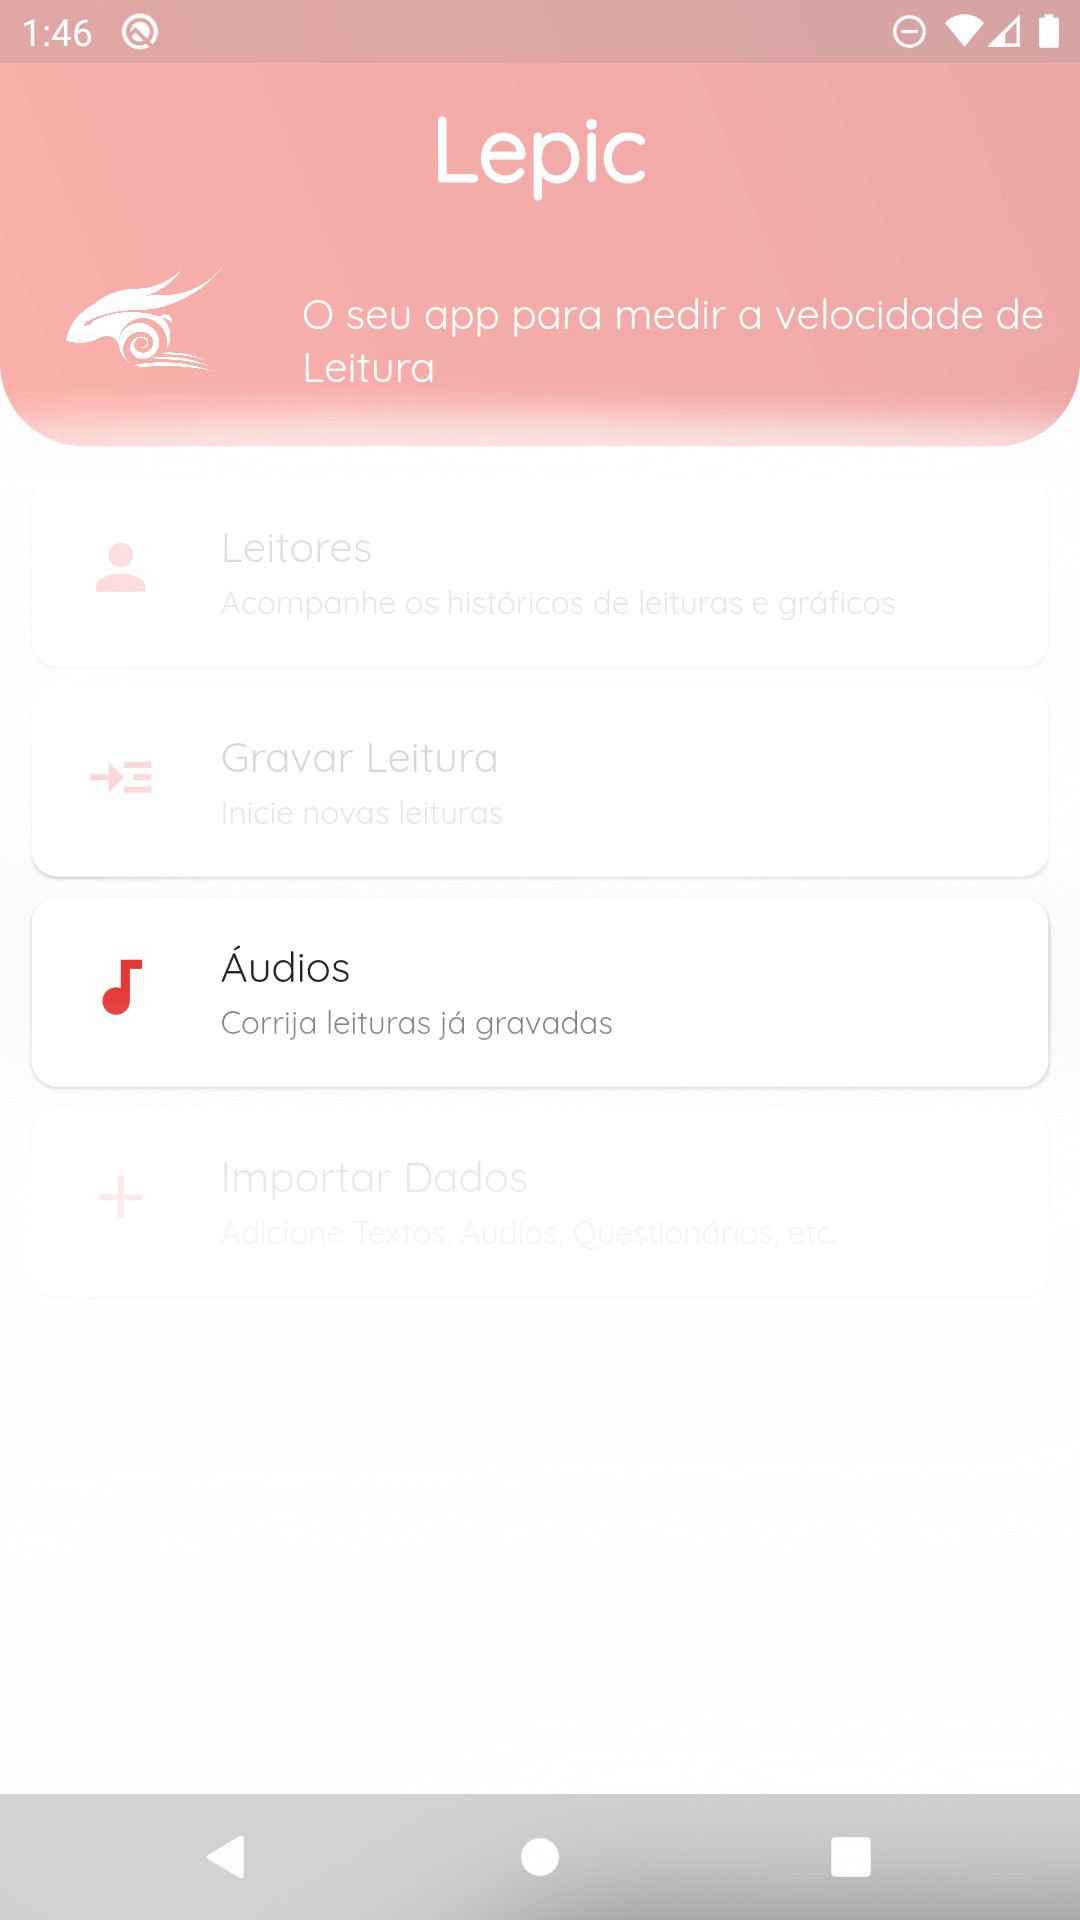 1:46
Lepic
O seu app para medir a velocidade de
Leitura
Leitores
Acompanhe os históricos de leituras e gráficos
Gravar Leitura
Inicie novas leituras
Áudios
Corrija leituras já gravadas
Importar Dados
Adicione Textos, Audios, Questionários, etc.